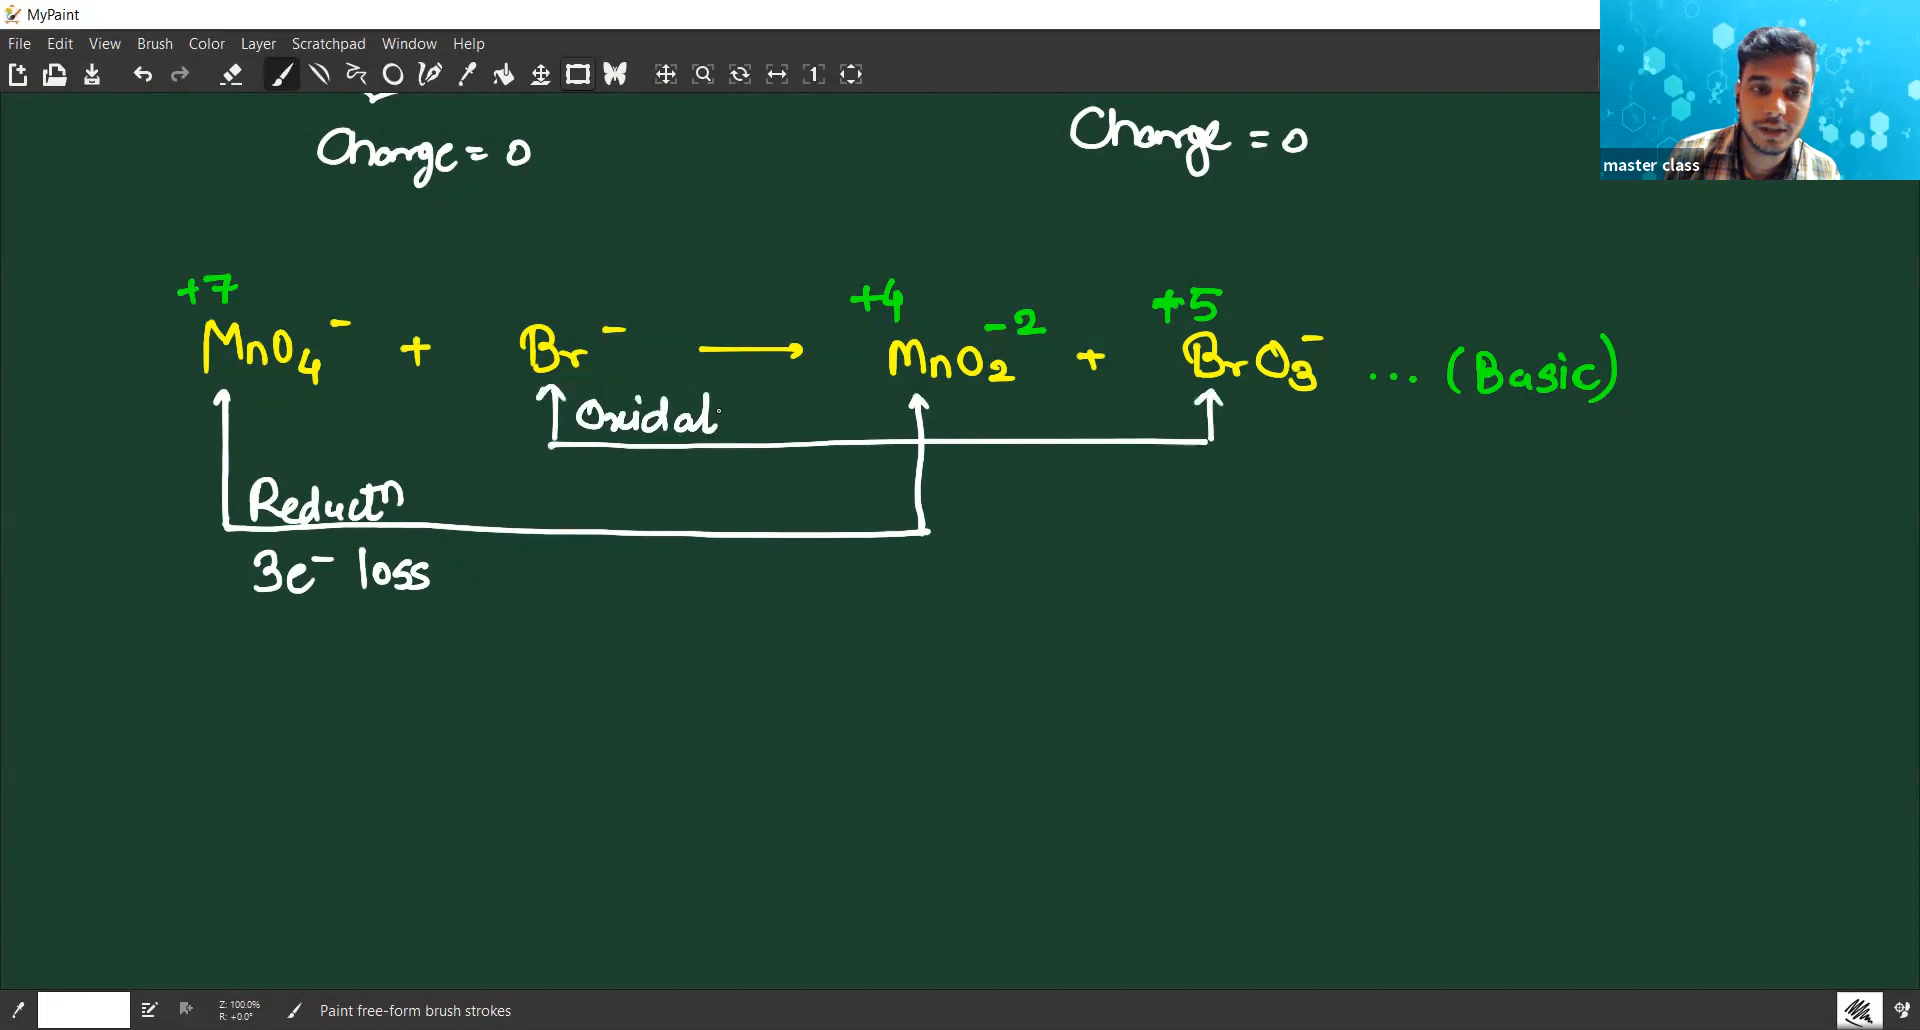 MyPaint
File Edit View Brush Color Layer Scratchpad Window Help
master class
Charge = 0 Charge = 0
+7 +4 -2 +5
MnO4⁻ + Br⁻ → MnO2 + BrO3⁻ ... (Basic)
Oxidat
Reductⁿ
3e⁻ loss
Z: 100.0%
R: +0.0°
Paint free-form brush strokes